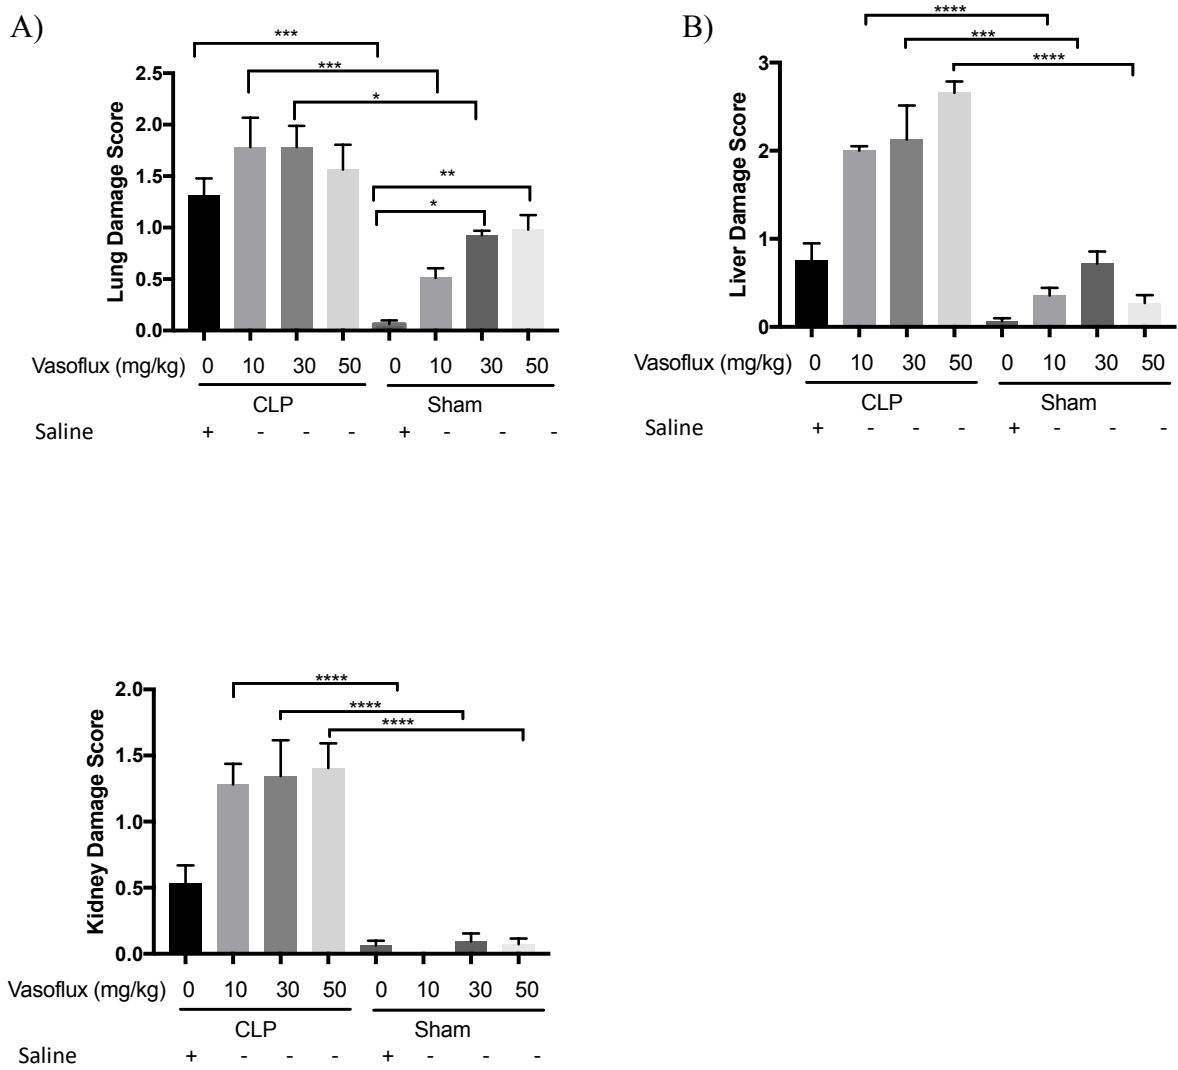 A)
***
***
*
**
*
Lung Damage Score
2.5
2.0
1.5
1.0
0.5
0.0
Vasoflux (mg/kg) 0 10 30 50 0 10 30 50
CLP Sham
Saline + - - - + - - -
B)
****
***
****
Liver Damage Score
3
2
1
0
Vasoflux (mg/kg) 0 10 30 50 0 10 30 50
CLP Sham
Saline + - - - + - - -
****
****
****
Kidney Damage Score
2.0
1.5
1.0
0.5
0.0
Vasoflux (mg/kg) 0 10 30 50 0 10 30 50
CLP Sham
Saline + - - - + - - -